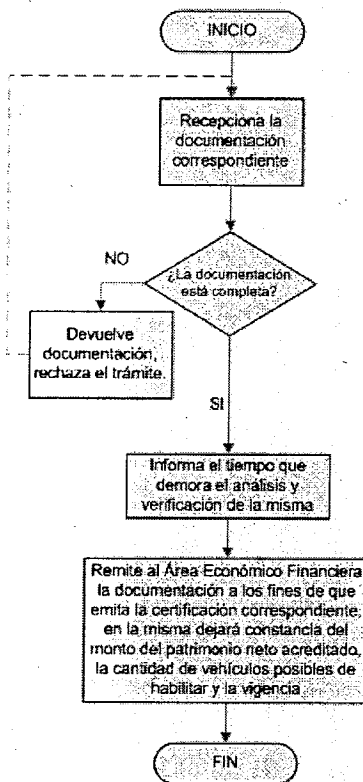 INICIO
Recepciona la
documentación
correspondiente
¿La documentación
está completa?
NO
Devuelve
documentación,
rechaza el trámite.
SI
Informa el tiempo que
demora el análisis y
verificación de la misma
Remite al Área Económico Financiera
la documentación a los fines de que
emita la certificación correspondiente,
en la misma dejará constancia del
monto del patrimonio neto acreditado,
la cantidad de vehículos posibles de
habilitar y la vigencia
FIN